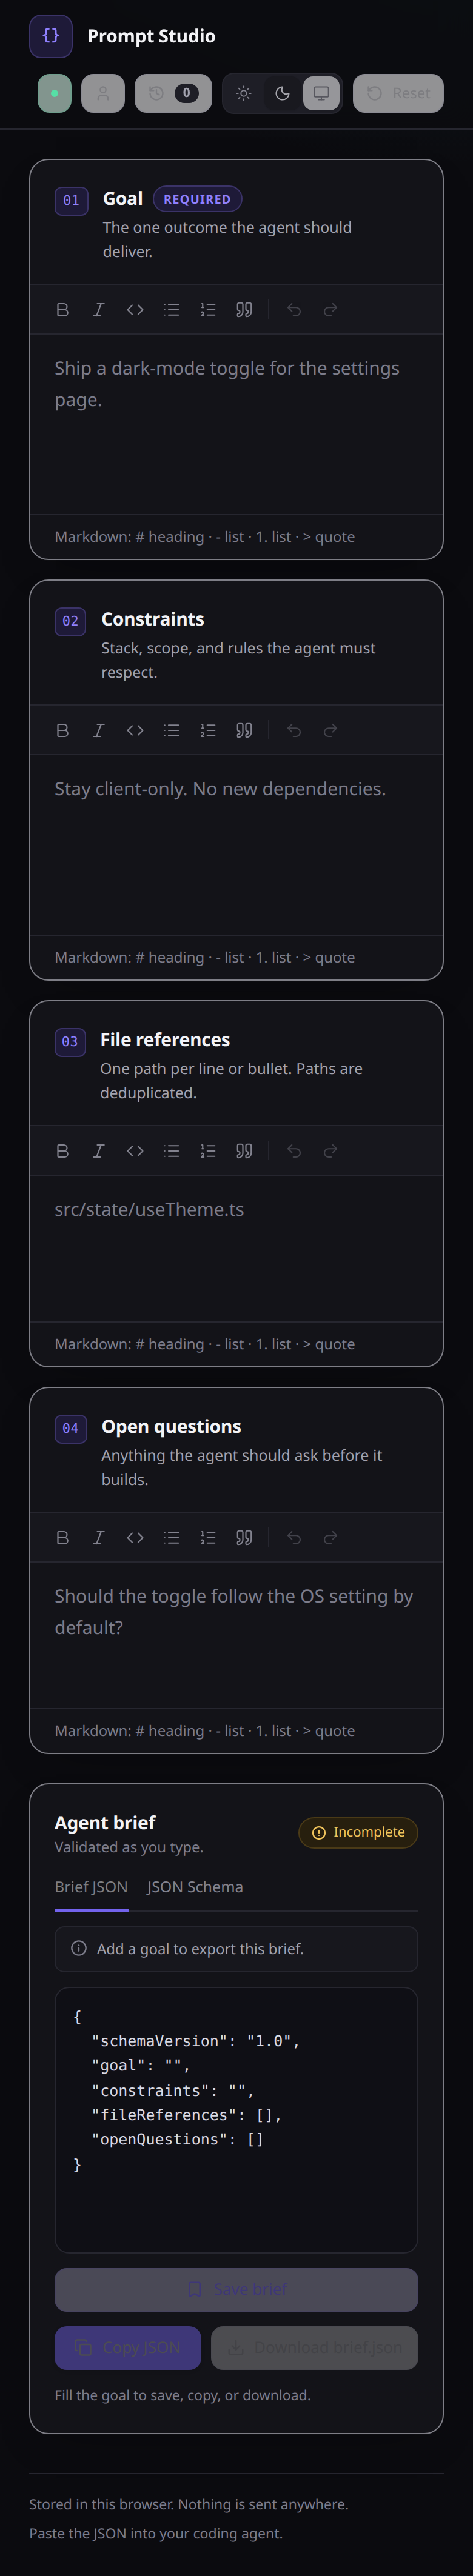 {}
Prompt Studio
0
Reset
01
Goal
REQUIRED
The one outcome the agent should
deliver.
Ship a dark-mode toggle for the settings
page.
Markdown: # heading · - list · 1. list · > quote
02
Constraints
Stack, scope, and rules the agent must
respect.
Stay client-only. No new dependencies.
Markdown: # heading · - list · 1. list · > quote
03
File references
One path per line or bullet. Paths are
deduplicated.
src/state/useTheme.ts
Markdown: # heading · - list · 1. list · > quote
04
Open questions
Anything the agent should ask before it
builds.
Should the toggle follow the OS setting by
default?
Markdown: # heading · - list · 1. list · > quote
Agent brief
Validated as you type.
Incomplete
Brief JSON
JSON Schema
Add a goal to export this brief.
{
"schemaVersion": "1.0",
"goal": "",
"constraints": "",
"fileReferences": [],
"openQuestions": []
}
Save brief
Copy JSON
Download brief.json
Fill the goal to save, copy, or download.
Stored in this browser. Nothing is sent anywhere.
Paste the JSON into your coding agent.